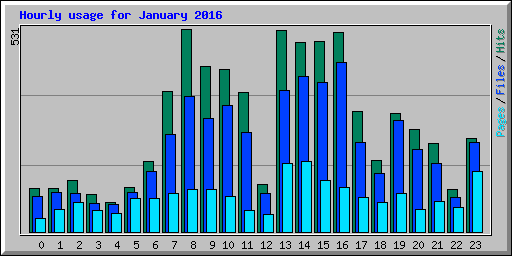 Hourly usage for January 2016
531
Pages/Files/Hits
0 1 2 3 4 5 6 7 8 9 10 11 12 13 14 15 16 17 18 19 20 21 22 23